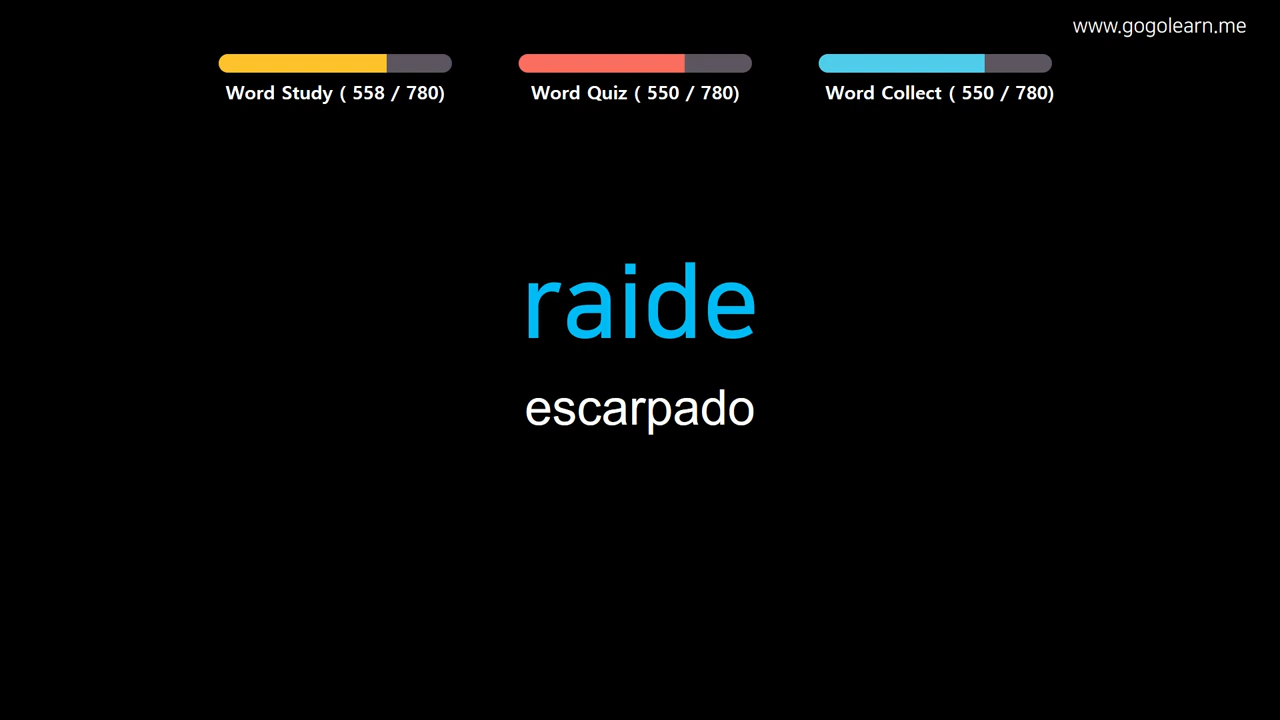 www.gogolearn.me
Word Study ( 558 / 780)
Word Quiz ( 550 / 780)
Word Collect ( 550 / 780)
raide
escarpado